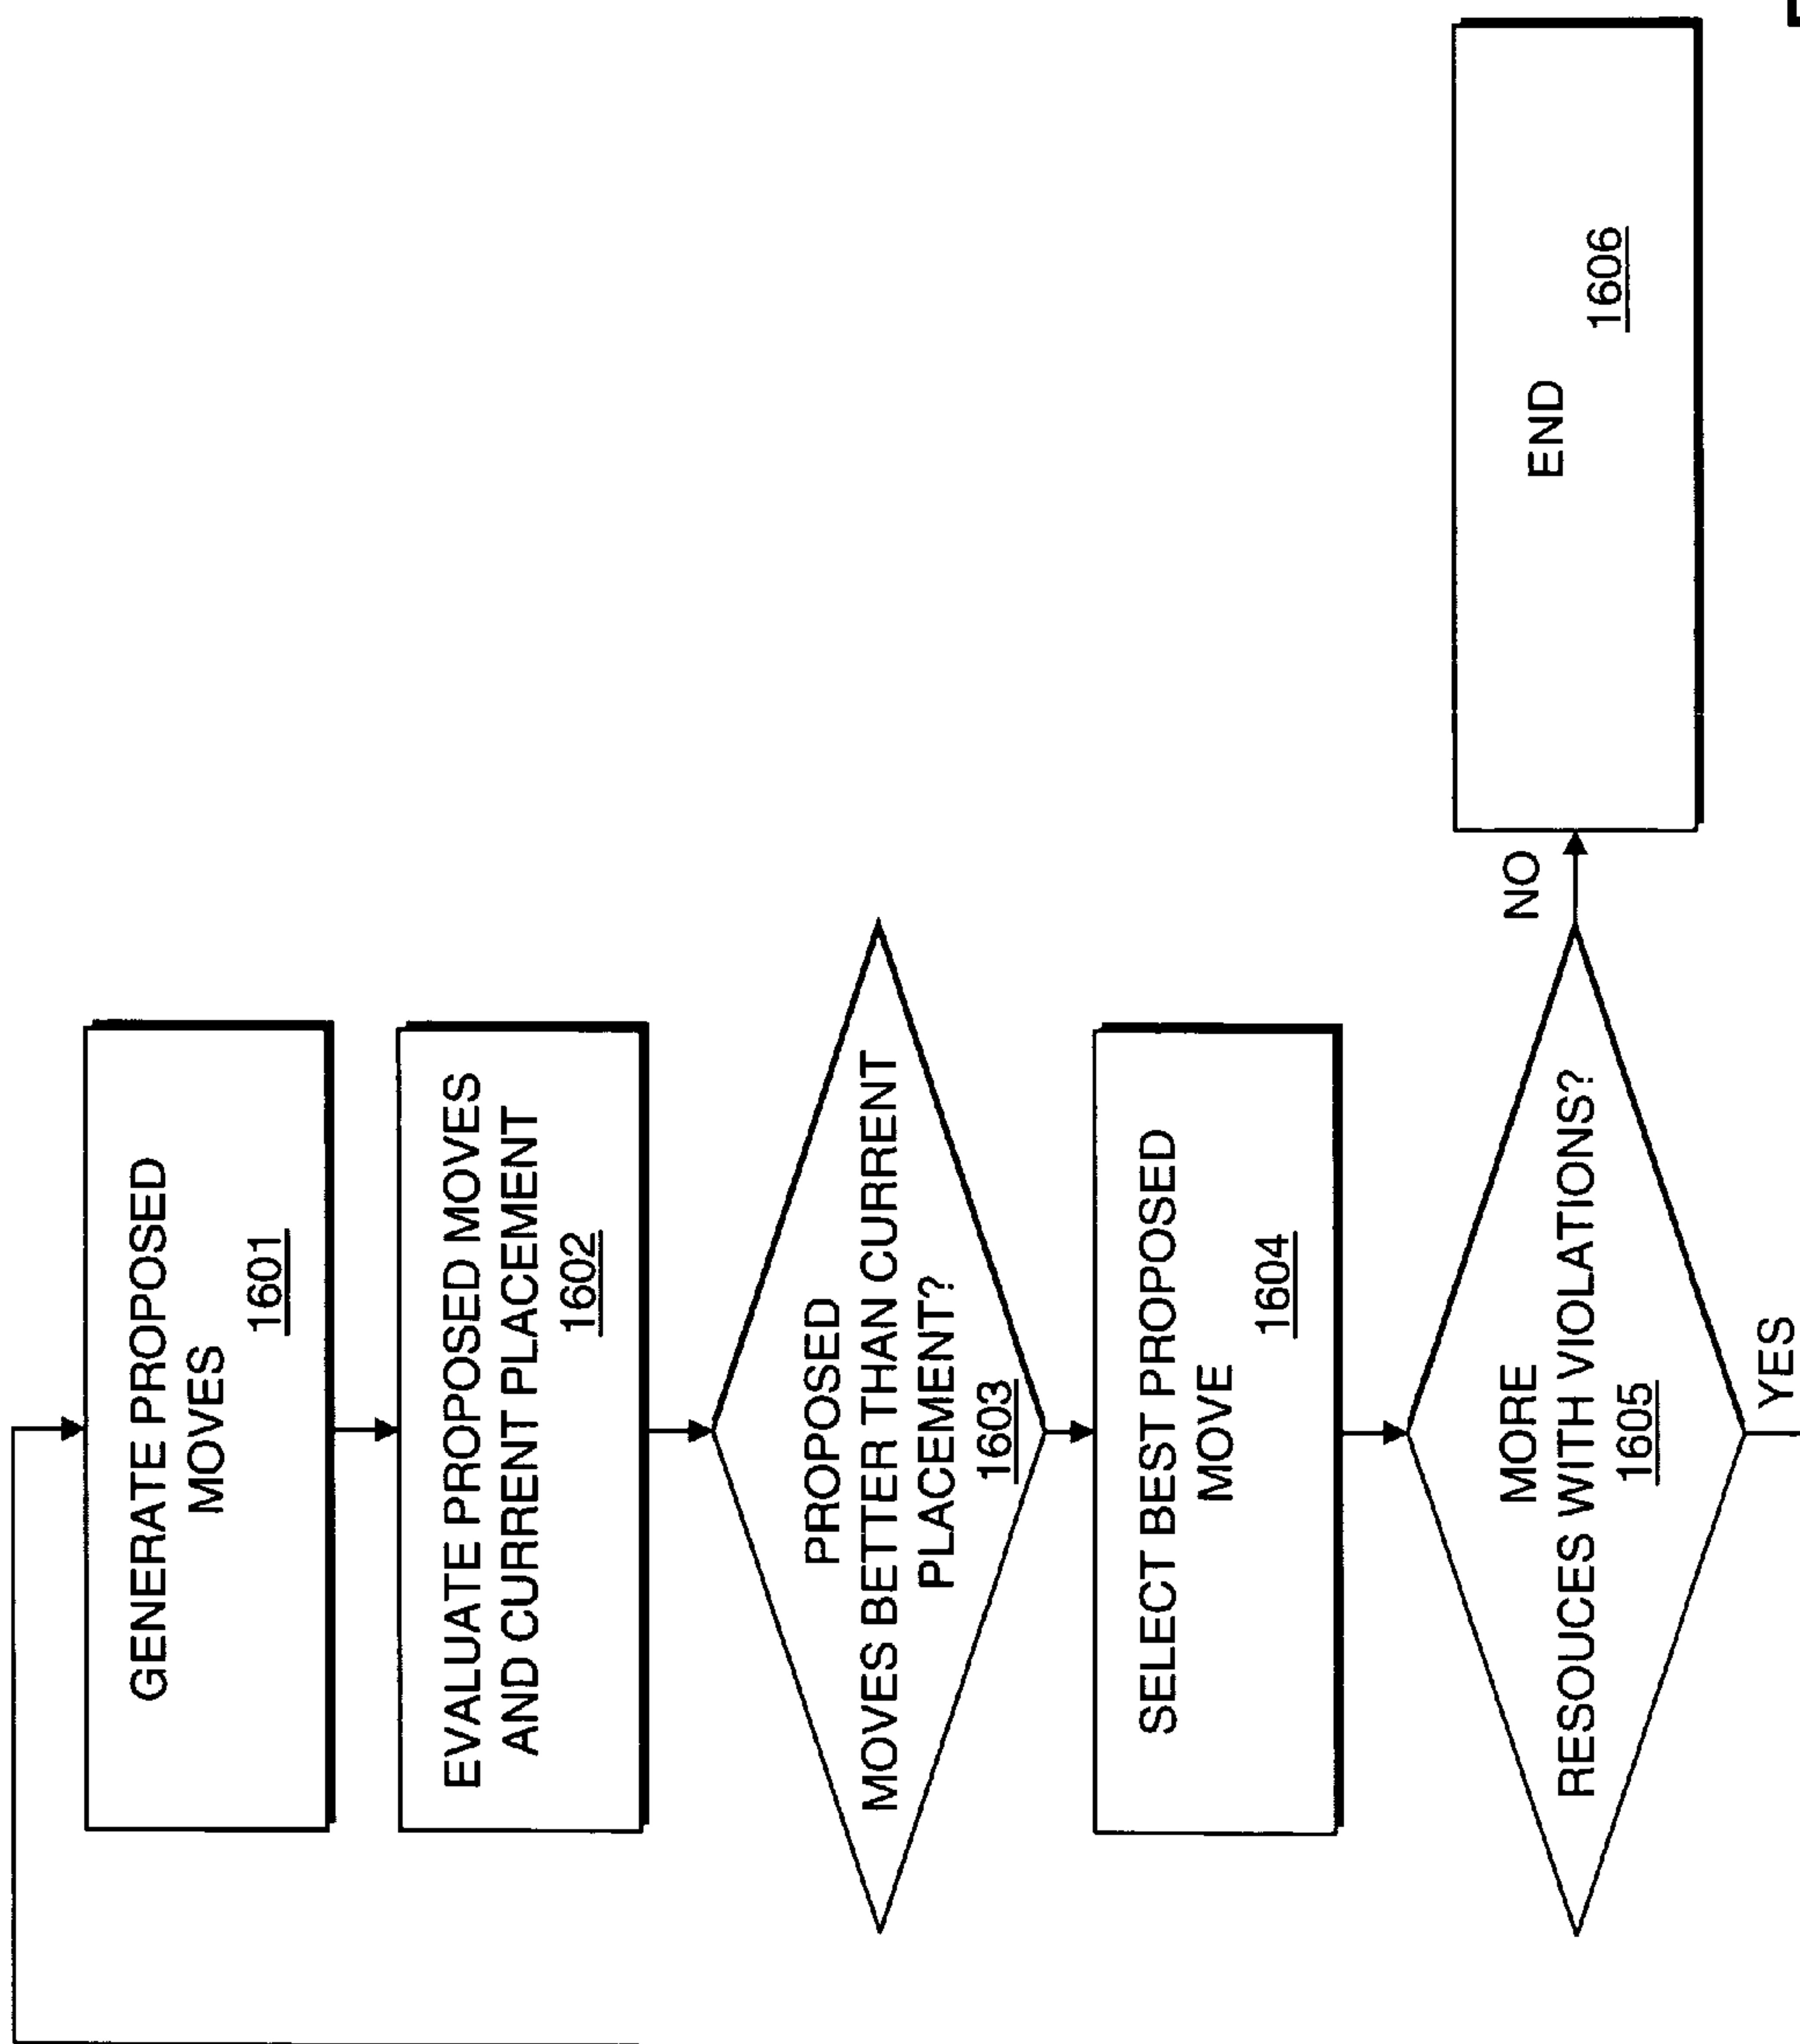 GENERATE PROPOSED
MOVES
1601
EVALUATE PROPOSED MOVES
AND CURRENT PLACEMENT
1602
PROPOSED
MOVES BETTER THAN CURRENT
PLACEMENT?
1603
SELECT BEST PROPOSED
MOVE
1604
MORE
RESOUCES WITH VIOLATIONS?
1605
YES
NO
END
1606